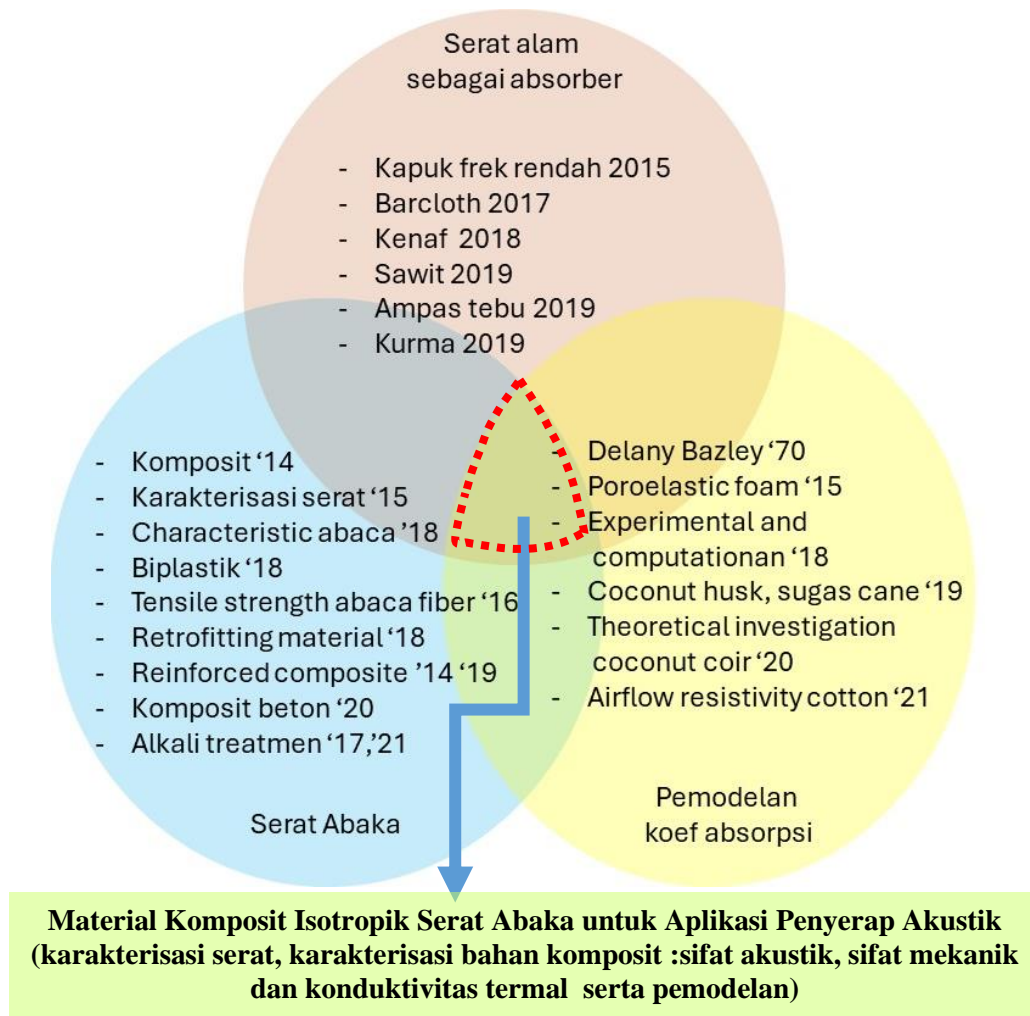 Serat alam
sebagai absorber
- Kapuk frek rendah 2015
- Barcloth 2017
- Kenaf 2018
- Sawit 2019
- Ampas tebu 2019
- Kurma 2019
- Komposit ‘14
- Karakterisasi serat ‘15
- Characteristic abaca ’18
- Biplastik ‘18
- Tensile strength abaca fiber ‘16
- Retrofitting material ‘18
- Reinforced composite ’14 ‘19
- Komposit beton ‘20
- Alkali treatmen ‘17,’21
Serat Abaka
- Delany Bazley ‘70
- Poroelastic foam ‘15
- Experimental and
computationan ‘18
- Coconut husk, sugas cane ‘19
- Theoretical investigation
coconut coir ‘20
- Airflow resistivity cotton ‘21
Pemodelan
koef absorpsi
Material Komposit Isotropik Serat Abaka untuk Aplikasi Penyerap Akustik
(karakterisasi serat, karakterisasi bahan komposit :sifat akustik, sifat mekanik
dan konduktivitas termal serta pemodelan)